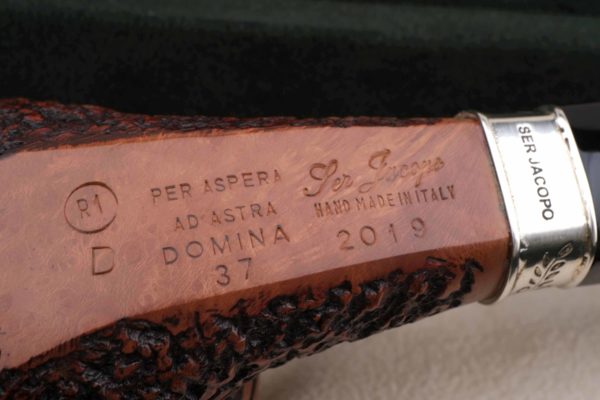 R1
D
PER ASPERA
AD ASTRA
DOMINA
37
Ser Jacopo
HAND MADE IN ITALY
2019
SER JACOPO